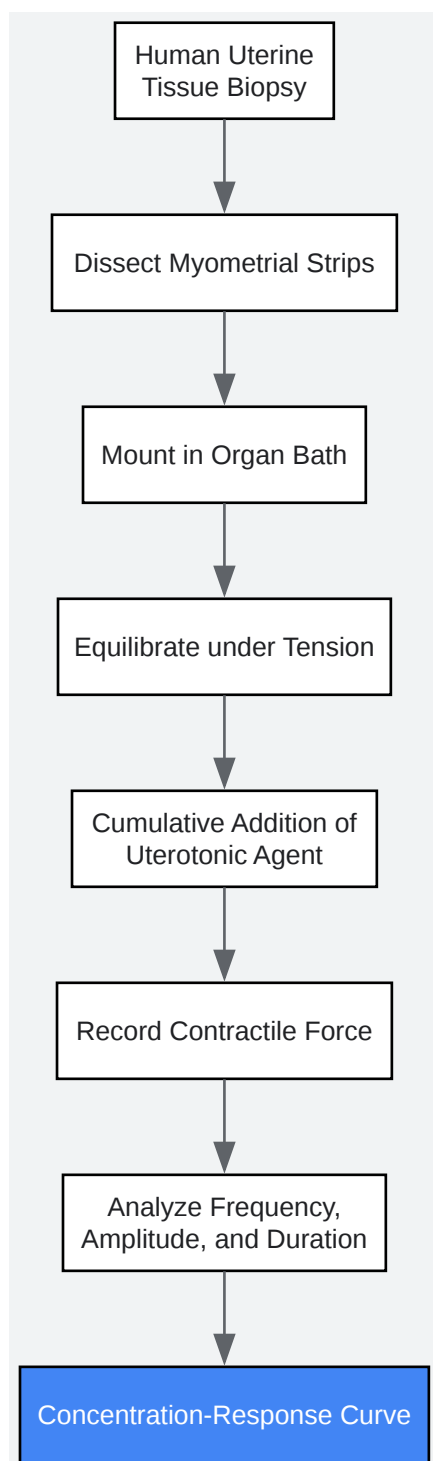 Human Uterine
Tissue Biopsy
Dissect Myometrial Strips
Mount in Organ Bath
Equilibrate under Tension
Cumulative Addition of
Uterotonic Agent
Record Contractile Force
Analyze Frequency,
Amplitude, and Duration
Concentration-Response Curve